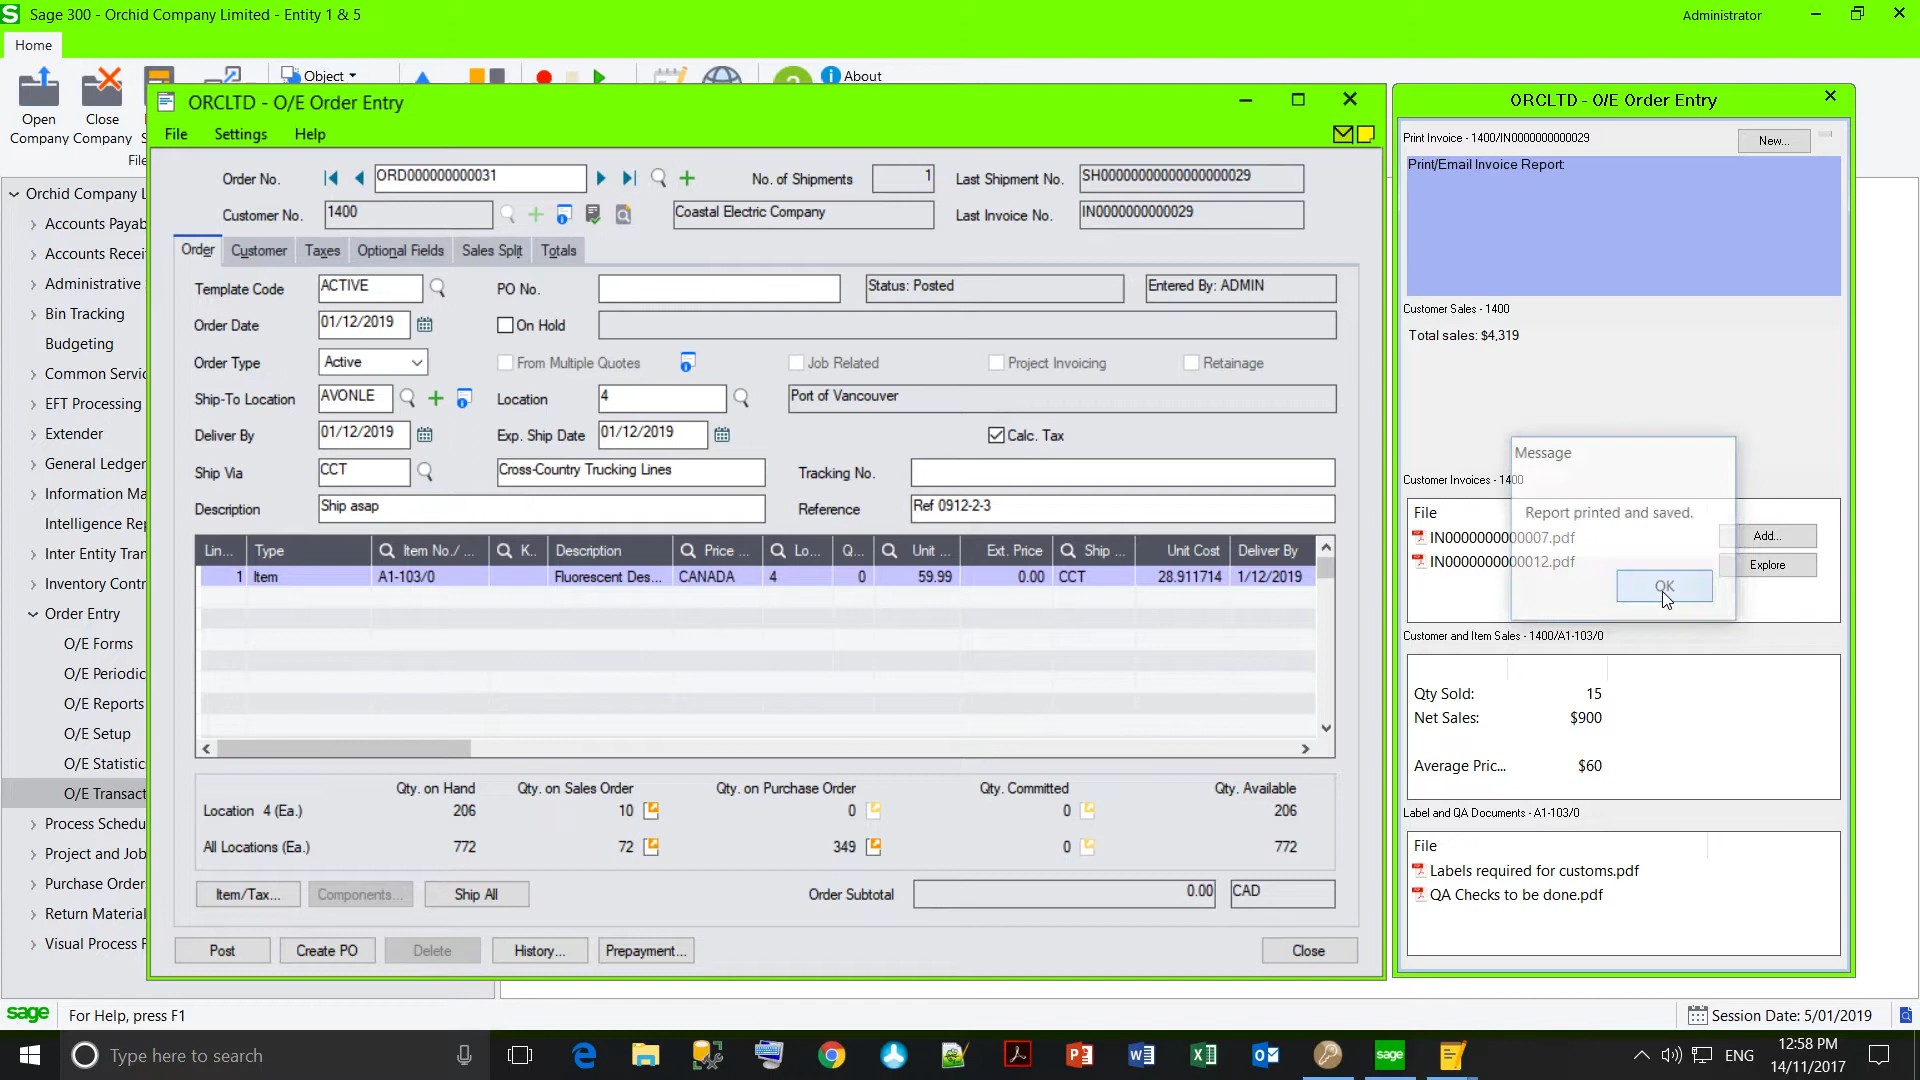 S Sage 300 - Orchid Company Limited - Entity 1 & 5
Administrator
Home
Open
Company
Close
Company
Object
About
ORCLTD - O/E Order Entry
File
Settings
Help
Order No.
ORD000000000031
No. of Shipments
1
Last Shipment No.
SH00000000000000000029
Customer No.
1400
Coastal Electric Company
Last Invoice No.
IN0000000000029
Order
Customer
Taxes
Optional Fields
Sales Split
Totals
Template Code
ACTIVE
PO No.
Status: Posted
Entered By: ADMIN
Order Date
01/12/2019
On Hold
Order Type
Active
From Multiple Quotes
Job Related
Project Invoicing
Retainage
Ship-To Location
AVONLE
Location
4
Port of Vancouver
Deliver By
01/12/2019
Exp. Ship Date
01/12/2019
Calc. Tax
Ship Via
CCT
Cross-Country Trucking Lines
Tracking No.
Description
Ship asap
Reference
Ref 0912-2-3
Lin... Type Item No./ ... K.. Description Price ... Lo... Q... Unit ... Ext. Price Ship ... Unit Cost Deliver By
1 Item A1-103/0 Fluorescent Des... CANADA 4 0 59.99 0.00 CCT 28.911714 1/12/2019
Qty. on Hand Qty. on Sales Order Qty. on Purchase Order Qty. Committed Qty. Available
Location 4 (Ea.) 206 10 0 0 206
All Locations (Ea.) 772 72 349 0 772
Item/Tax...
Components...
Ship All
Order Subtotal
0.00
CAD
Post
Create PO
Delete
History...
Prepayment...
Close
Orchid Company L
Accounts Payab
Accounts Recei
Administrative
Bin Tracking
Budgeting
Common Servic
EFT Processing
Extender
General Ledger
Information Ma
Intelligence Rep
Inter Entity Tran
Inventory Contr
Order Entry
O/E Forms
O/E Periodic
O/E Reports
O/E Setup
O/E Statistic
O/E Transact
Process Schedu
Project and Job
Purchase Order
Return Material
Visual Process F
ORCLTD - O/E Order Entry
Print Invoice - 1400/IN0000000000029
New...
Print/Email Invoice Report
Customer Sales - 1400
Total sales: $4,319
Customer Invoices - 1400
File
IN0000000000007.pdf
IN0000000000012.pdf
Add...
Explore
Message
Report printed and saved.
OK
Customer and Item Sales - 1400/A1-103/0
Qty Sold: 15
Net Sales: $900
Average Pric... $60
Label and QA Documents - A1-103/0
File
Labels required for customs.pdf
QA Checks to be done.pdf
sage
For Help, press F1
Session Date: 5/01/2019
Type here to search
sage
ENG
12:58 PM
14/11/2017